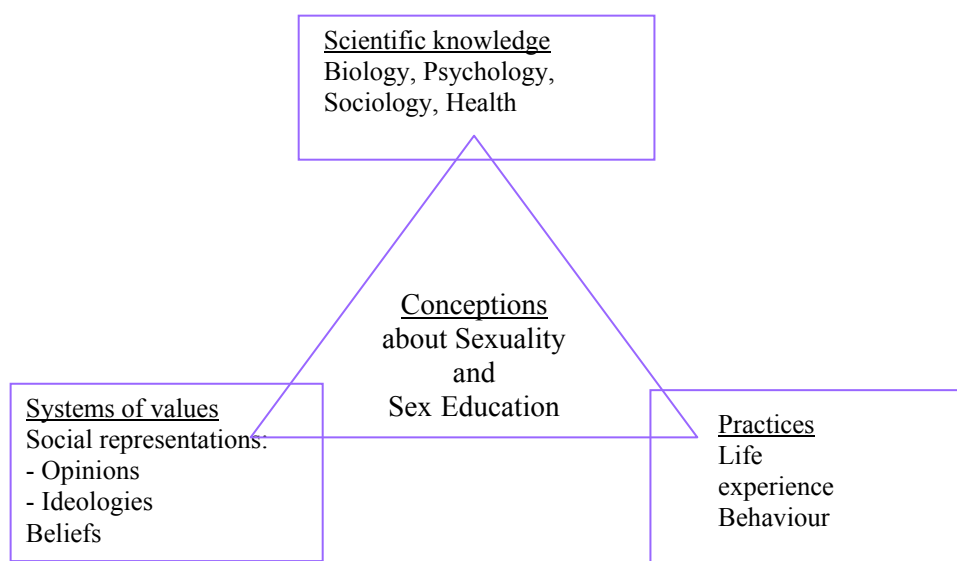 Scientific knowledge
Biology, Psychology,
Sociology, Health
Conceptions
about Sexuality
and
Sex Education
Systems of values
Social representations:
- Opinions
- Ideologies
Beliefs
Practices
Life
experience
Behaviour